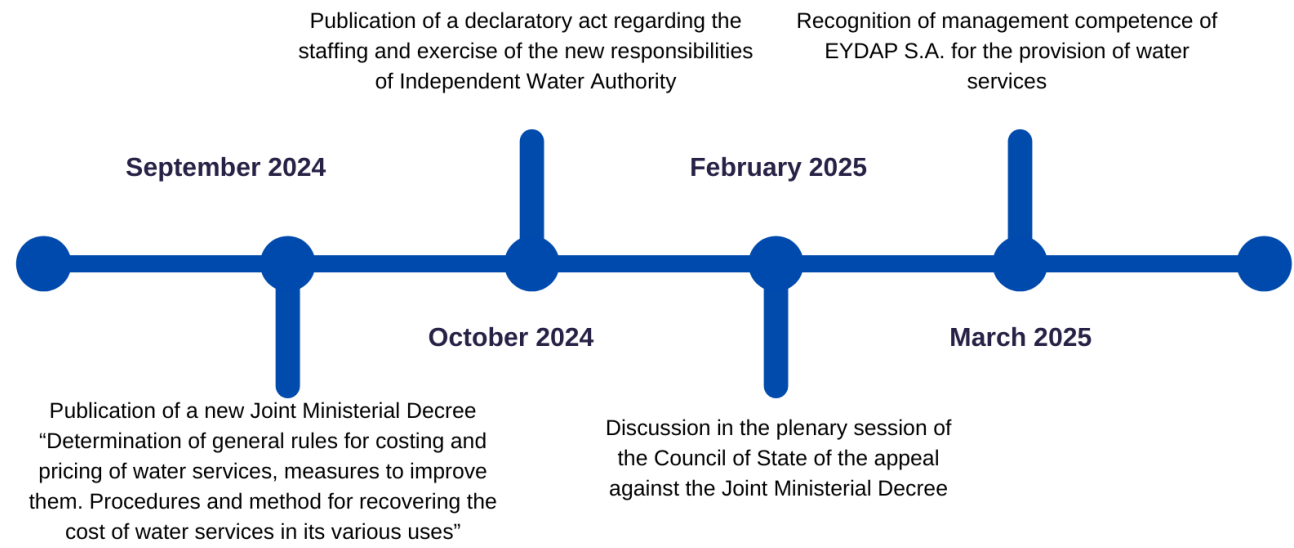 Publication of a declaratory act regarding the
staffing and exercise of the new responsibilities
of Independent Water Authority
Recognition of management competence of
EYDAP S.A. for the provision of water
services
September 2024
February 2025
October 2024
March 2025
Publication of a new Joint Ministerial Decree
“Determination of general rules for costing and
pricing of water services, measures to improve
them. Procedures and method for recovering the
cost of water services in its various uses”
Discussion in the plenary session of
the Council of State of the appeal
against the Joint Ministerial Decree